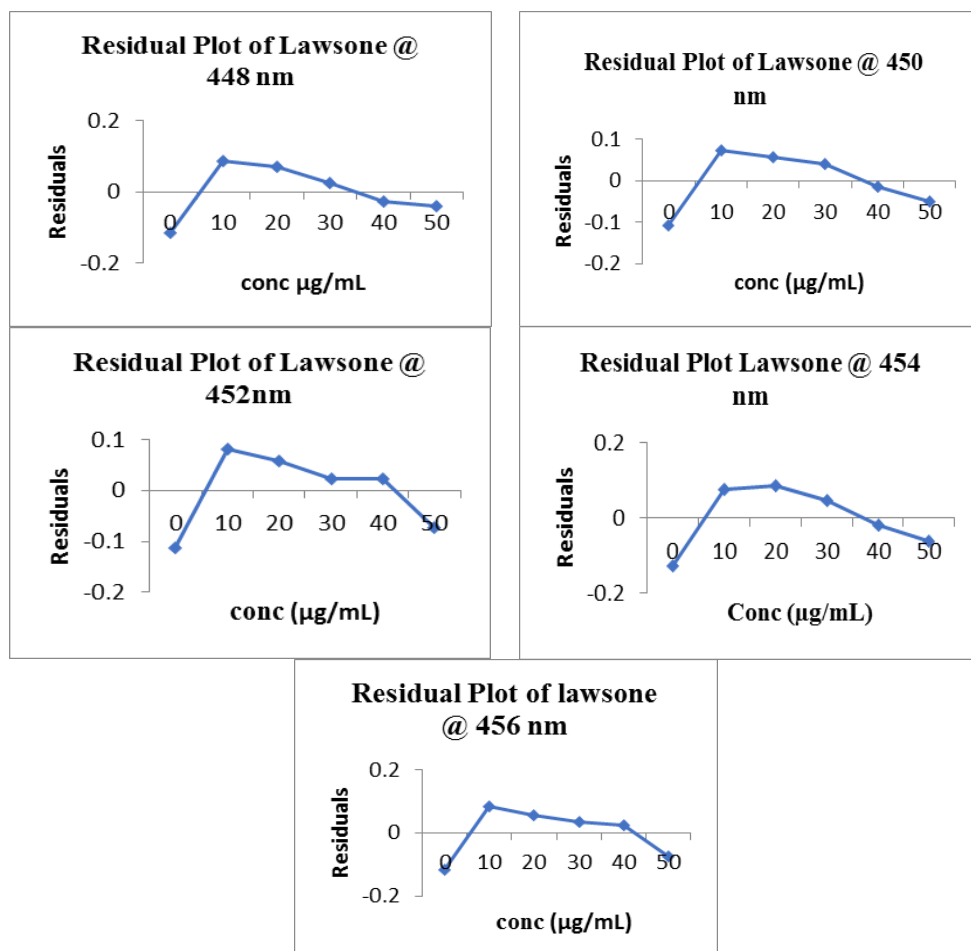 Residual Plot of Lawsone @
448 nm
0.2
0
-0.2
0 10 20 30 40 50
Residuals
conc µg/mL
Residual Plot of Lawsone @ 450
nm
0.1
0
-0.1
-0.2
0 10 20 30 40 50
Residuals
conc (µg/mL)
Residual Plot of Lawsone @
452nm
0.1
0
-0.1
-0.2
0 10 20 30 40 50
Residuals
conc (µg/mL)
Residual Plot Lawsone @ 454
nm
0.2
0
-0.2
0 10 20 30 40 50
Residuals
Conc (µg/mL)
Residual Plot of lawsone
@ 456 nm
0.2
0
-0.2
0 10 20 30 40 50
Residuals
conc (µg/mL)